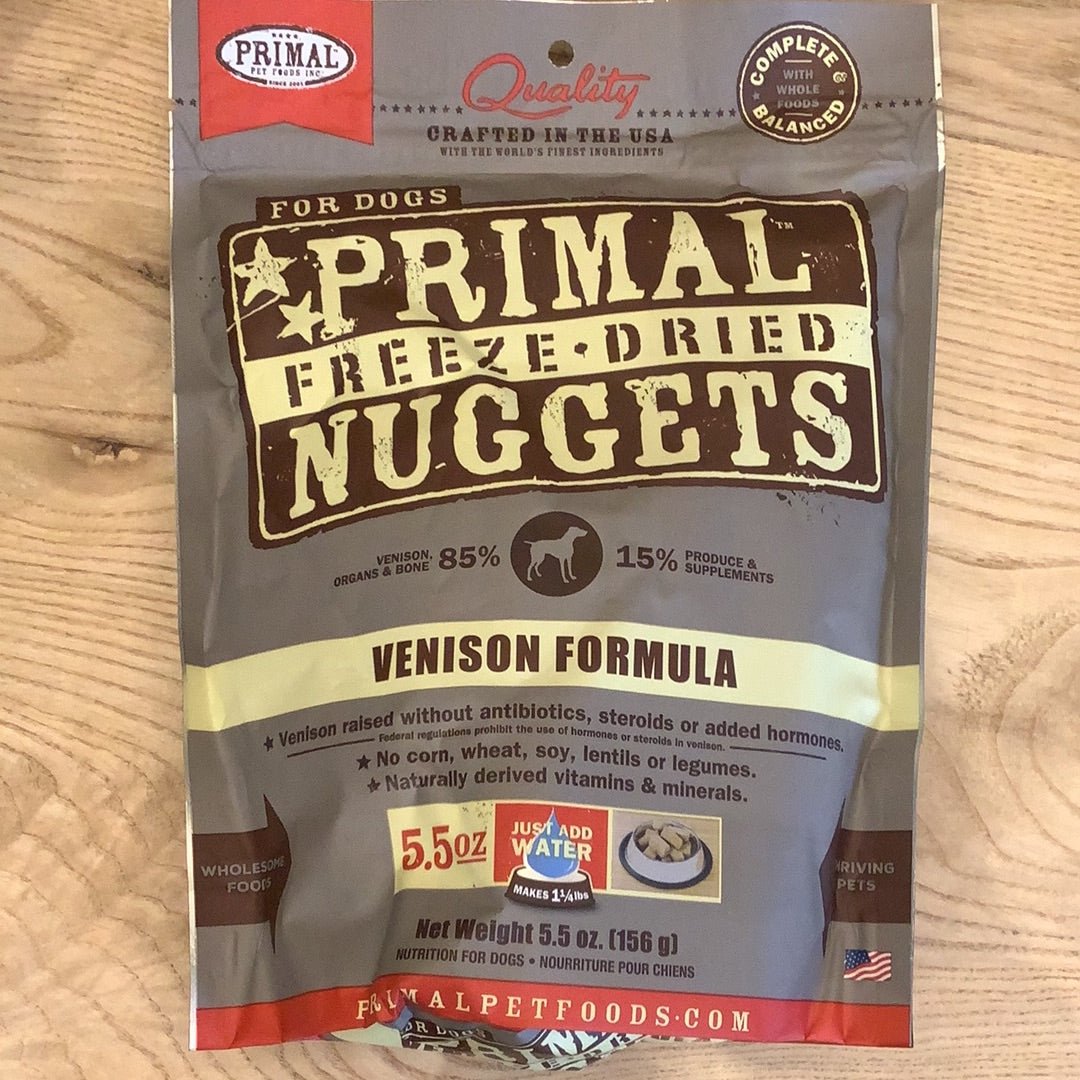 PRIMAL
PET FOODS INC
SINCE 2001
Quality
CRAFTED IN THE USA
WITH THE WORLD'S FINEST INGREDIENTS
COMPLETE &
WITH
WHOLE
FOODS
BALANCED
FOR DOGS
PRIMAL™
FREEZE·DRIED
NUGGETS
VENISON,
ORGANS & BONE 85%
15% PRODUCE &
SUPPLEMENTS
VENISON FORMULA
Venison raised without antibiotics, steroids or added hormones.
Federal regulations prohibit the use of hormones or steroids in venison.
No corn, wheat, soy, lentils or legumes.
Naturally derived vitamins & minerals.
WHOLESOME
FOODS
5.5oz
JUST ADD
WATER
MAKES 1¼lbs
RIVING
PETS
Net Weight 5.5 oz. (156 g)
NUTRITION FOR DOGS • NOURRITURE POUR CHIENS
PRIMALPETFOODS.COM
OR DOGS